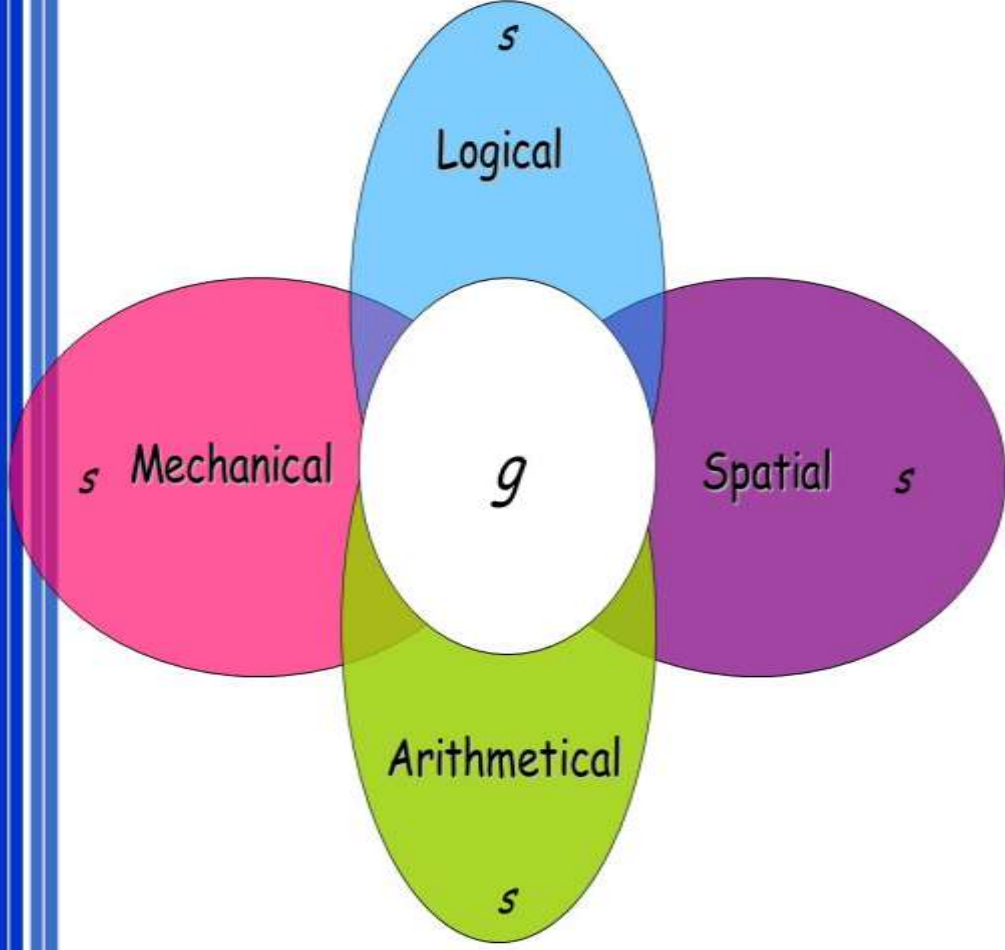 s
Logical
s Mechanical
g
Spatial s
Arithmetical
s